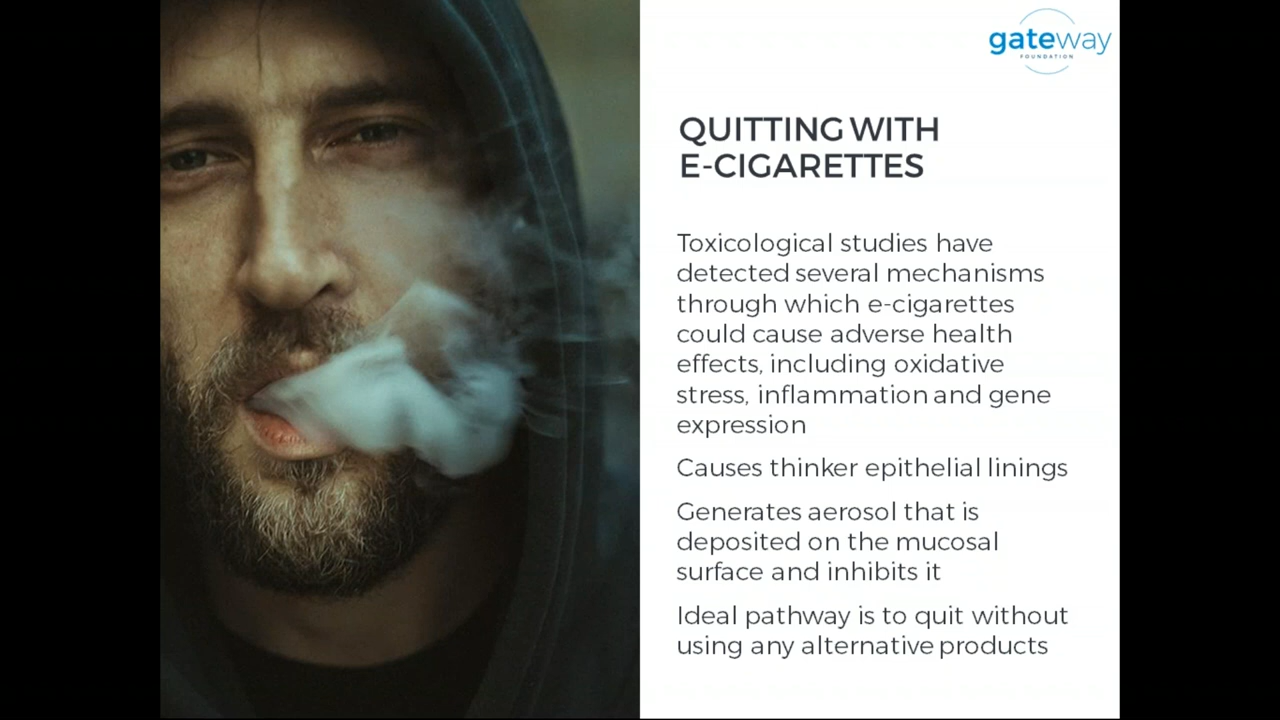 gateway
FOUNDATION
QUITTING WITH
E-CIGARETTES
Toxicological studies have
detected several mechanisms
through which e-cigarettes
could cause adverse health
effects, including oxidative
stress, inflammation and gene
expression
Causes thinker epithelial linings
Generates aerosol that is
deposited on the mucosal
surface and inhibits it
Ideal pathway is to quit without
using any alternative products